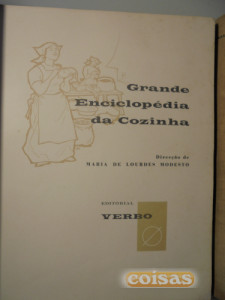 Grande
Enciclopédia
da Cozinha
Direcção de
MARIA DE LOURDES MODESTO
EDITORIAL
VERBO
coisas